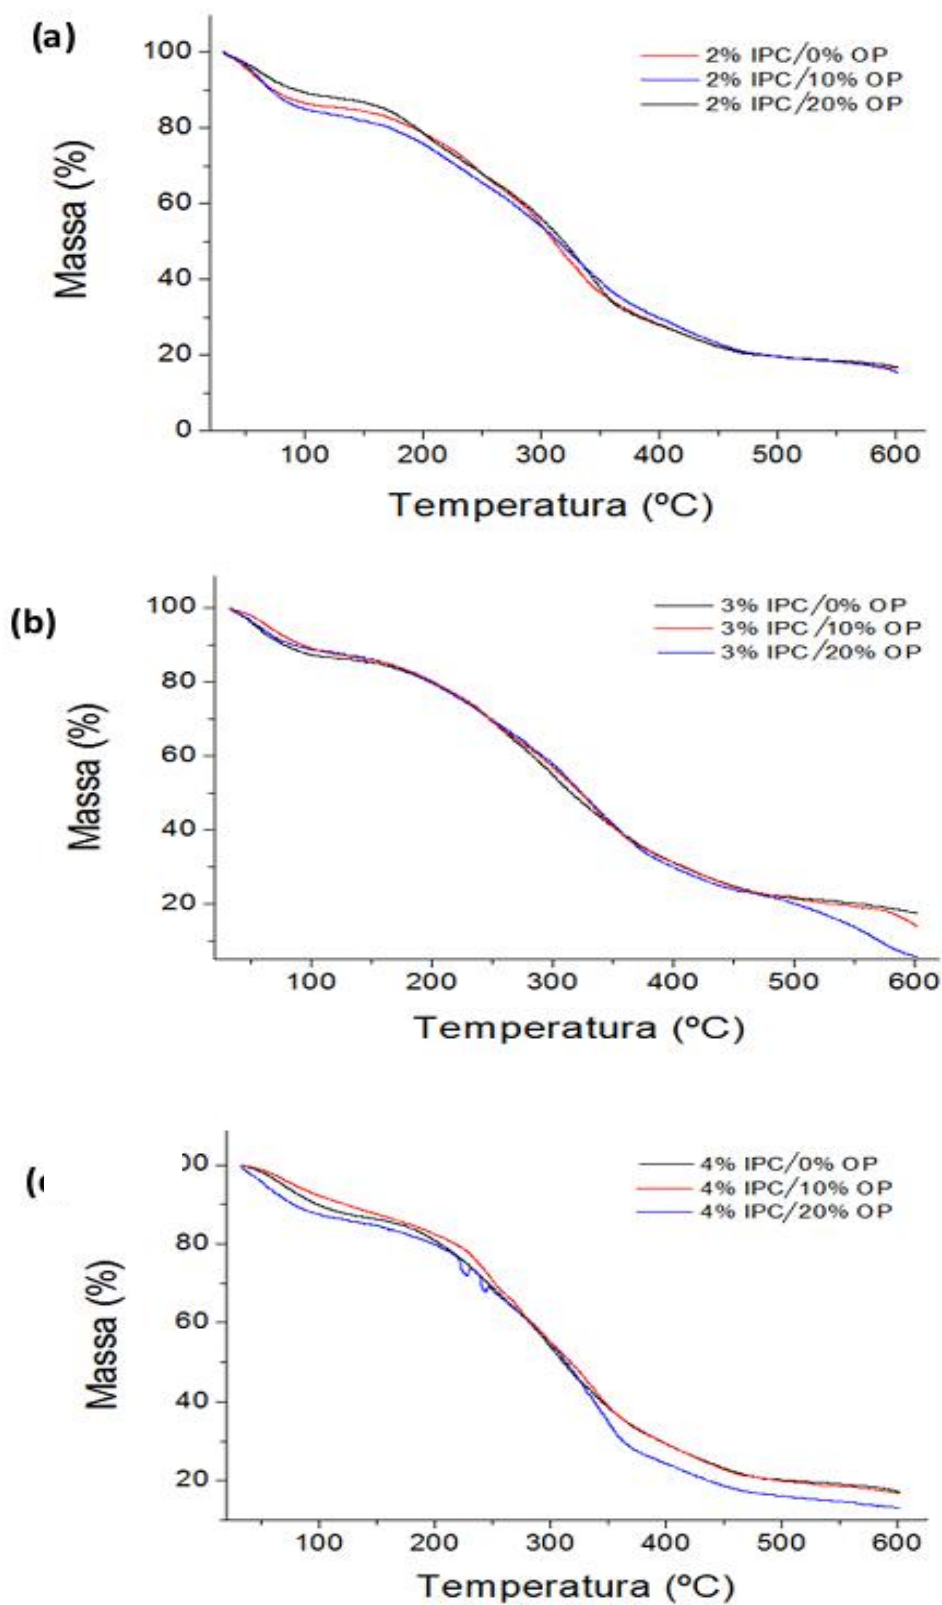 (a)
100
80
60
40
20
0
Massa (%)
2% IPC/0% OP
2% IPC/10% OP
2% IPC/20% OP
100 200 300 400 500 600
Temperatura (ºC)
(b)
100
80
60
40
20
Massa (%)
3% IPC/0% OP
3% IPC/10% OP
3% IPC/20% OP
100 200 300 400 500 600
Temperatura (ºC)
00
80
60
40
20
Massa (%)
4% IPC/0% OP
4% IPC/10% OP
4% IPC/20% OP
100 200 300 400 500 600
Temperatura (ºC)